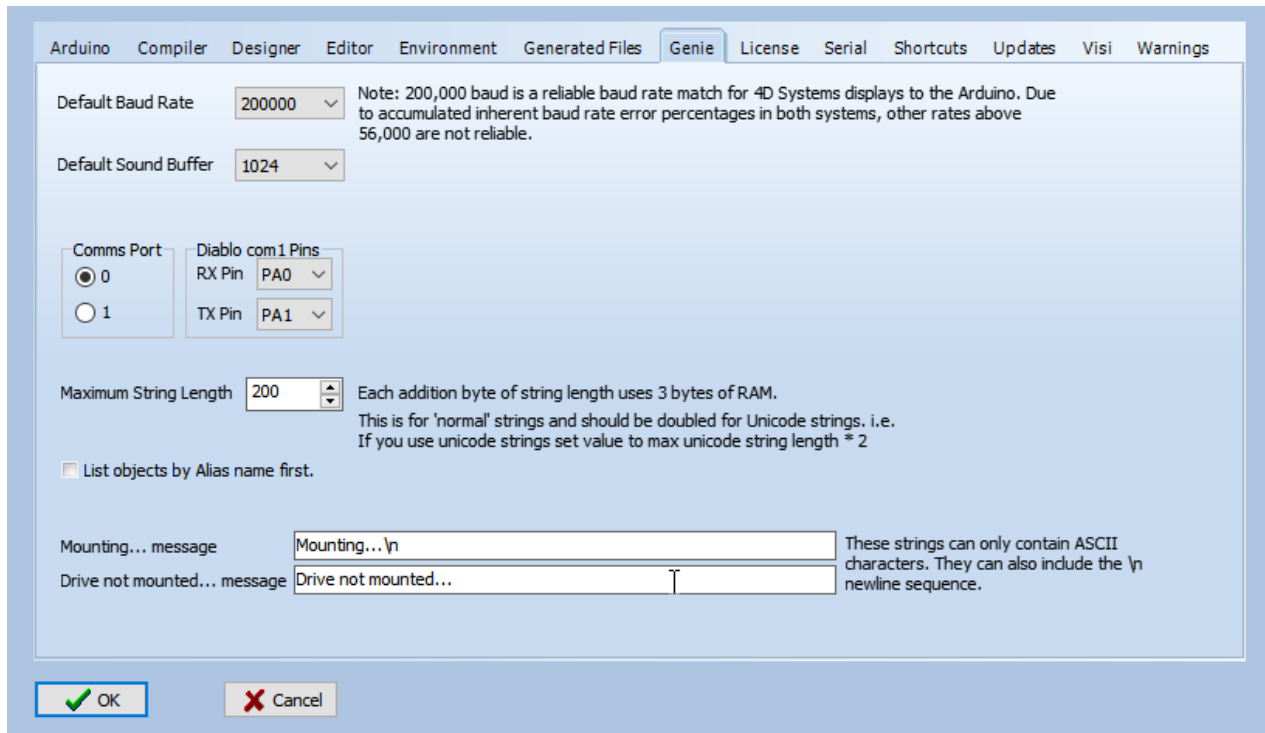 Arduino Compiler Designer Editor Environment Generated Files Genie License Serial Shortcuts Updates Visi Warnings
Default Baud Rate 200000
Note: 200,000 baud is a reliable baud rate match for 4D Systems displays to the Arduino. Due
to accumulated inherent baud rate error percentages in both systems, other rates above
56,000 are not reliable.
Default Sound Buffer 1024
Comms Port
0
1
Diablo com1 Pins
RX Pin PA0
TX Pin PA1
Maximum String Length 200 Each addition byte of string length uses 3 bytes of RAM.
This is for 'normal' strings and should be doubled for Unicode strings. i.e.
If you use unicode strings set value to max unicode string length * 2
List objects by Alias name first.
Mounting... message Mounting...\n
Drive not mounted... message Drive not mounted...
These strings can only contain ASCII
characters. They can also include the \n
newline sequence.
OK Cancel